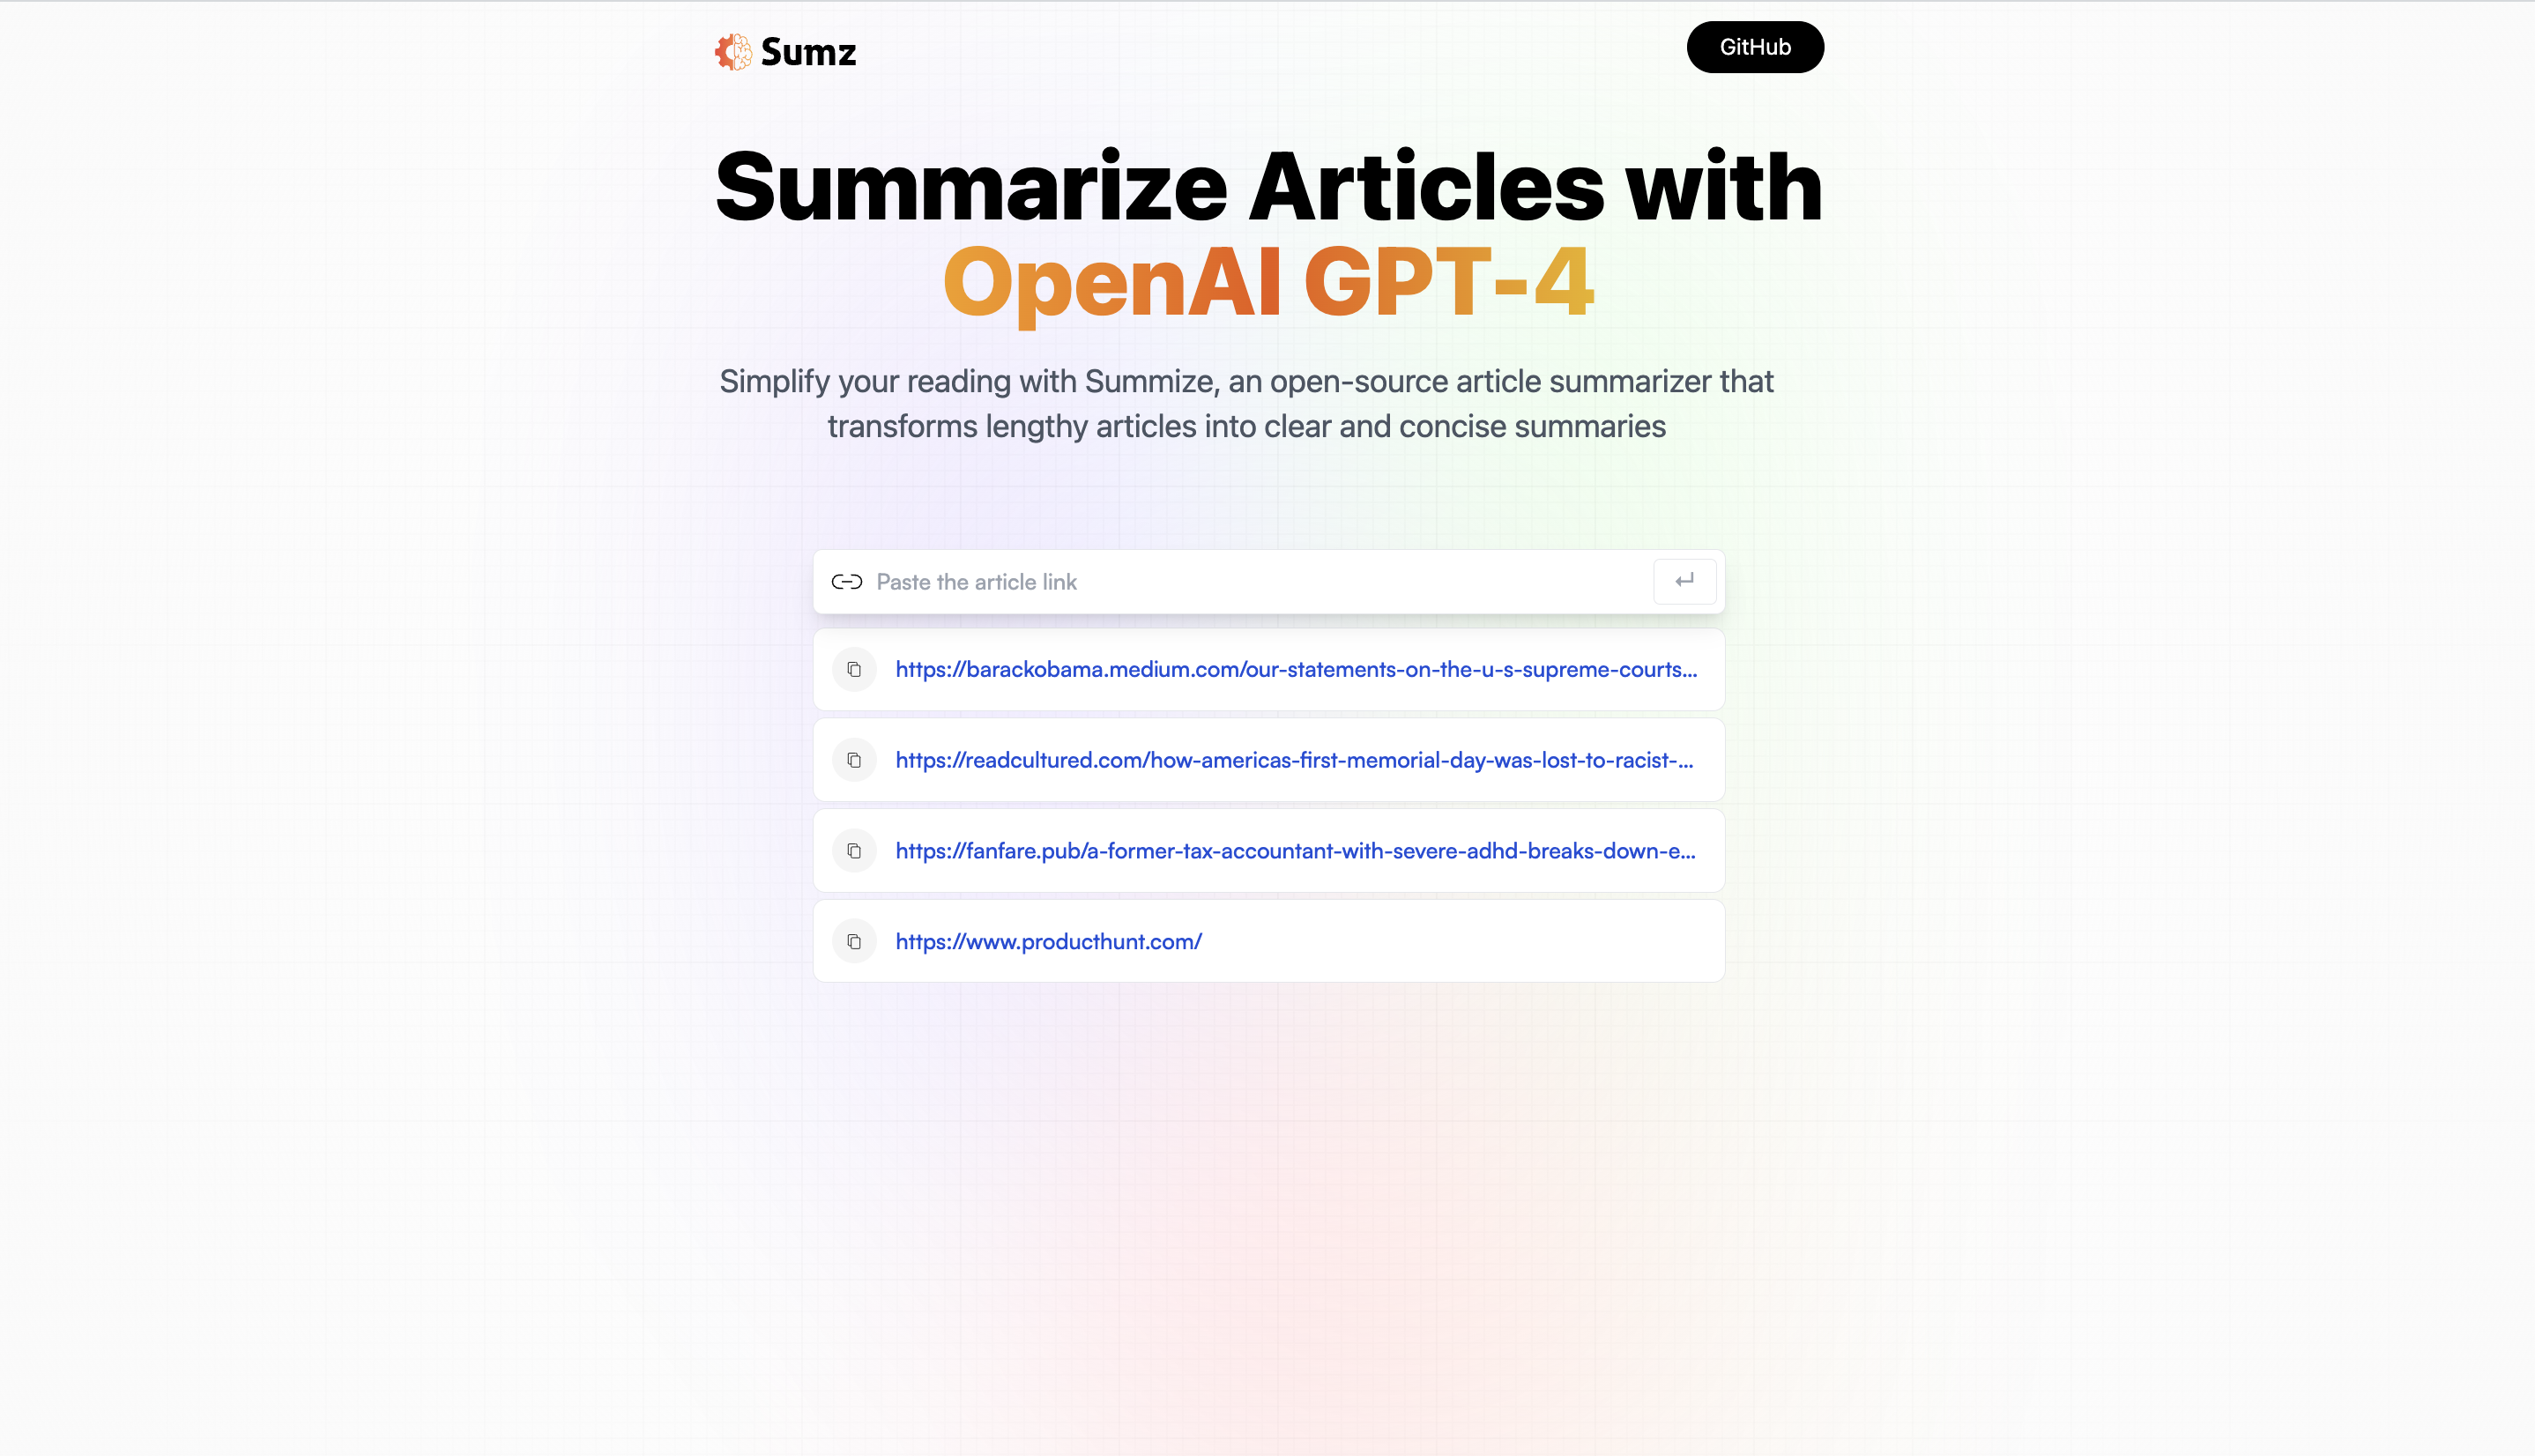 Sumz
GitHub
Summarize Articles with
OpenAI GPT-4
Simplify your reading with Summize, an open-source article summarizer that
transforms lengthy articles into clear and concise summaries
Paste the article link
https://barackobama.medium.com/our-statements-on-the-u-s-supreme-courts...
https://readcultured.com/how-americas-first-memorial-day-was-lost-to-racist-...
https://fanfare.pub/a-former-tax-accountant-with-severe-adhd-breaks-down-e...
https://www.producthunt.com/